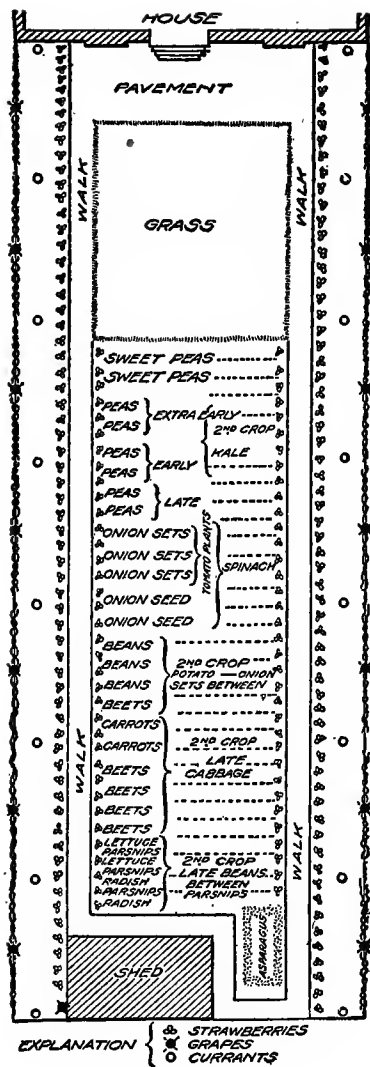 HOUSE
PAVEMENT
WALK
WALK
GRASS
SWEET PEAS
SWEET PEAS
PEAS
PEAS
EXTRA EARLY
2ND CROP
KALE
PEAS
PEAS
EARLY
PEAS
PEAS
LATE
ONION SETS
ONION SETS
ONION SETS
TOMATO PLANTS
SPINACH
ONION SEED
ONION SEED
BEANS
BEANS
BEANS
BEETS
2ND CROP
POTATO — ONION
SETS BETWEEN
CARROTS
CARROTS
BEETS
BEETS
BEETS
BEETS
2ND CROP
LATE
CABBAGE
WALK
WALK
LETTUCE
PARSNIPS
LETTUCE
PARSNIPS
RADISH
PARSNIPS
RADISH
2ND CROP
LATE BEANS
BETWEEN
PARSNIPS
ASPARAGUS
SHED
EXPLANATION
STRAWBERRIES
GRAPES
CURRANTS